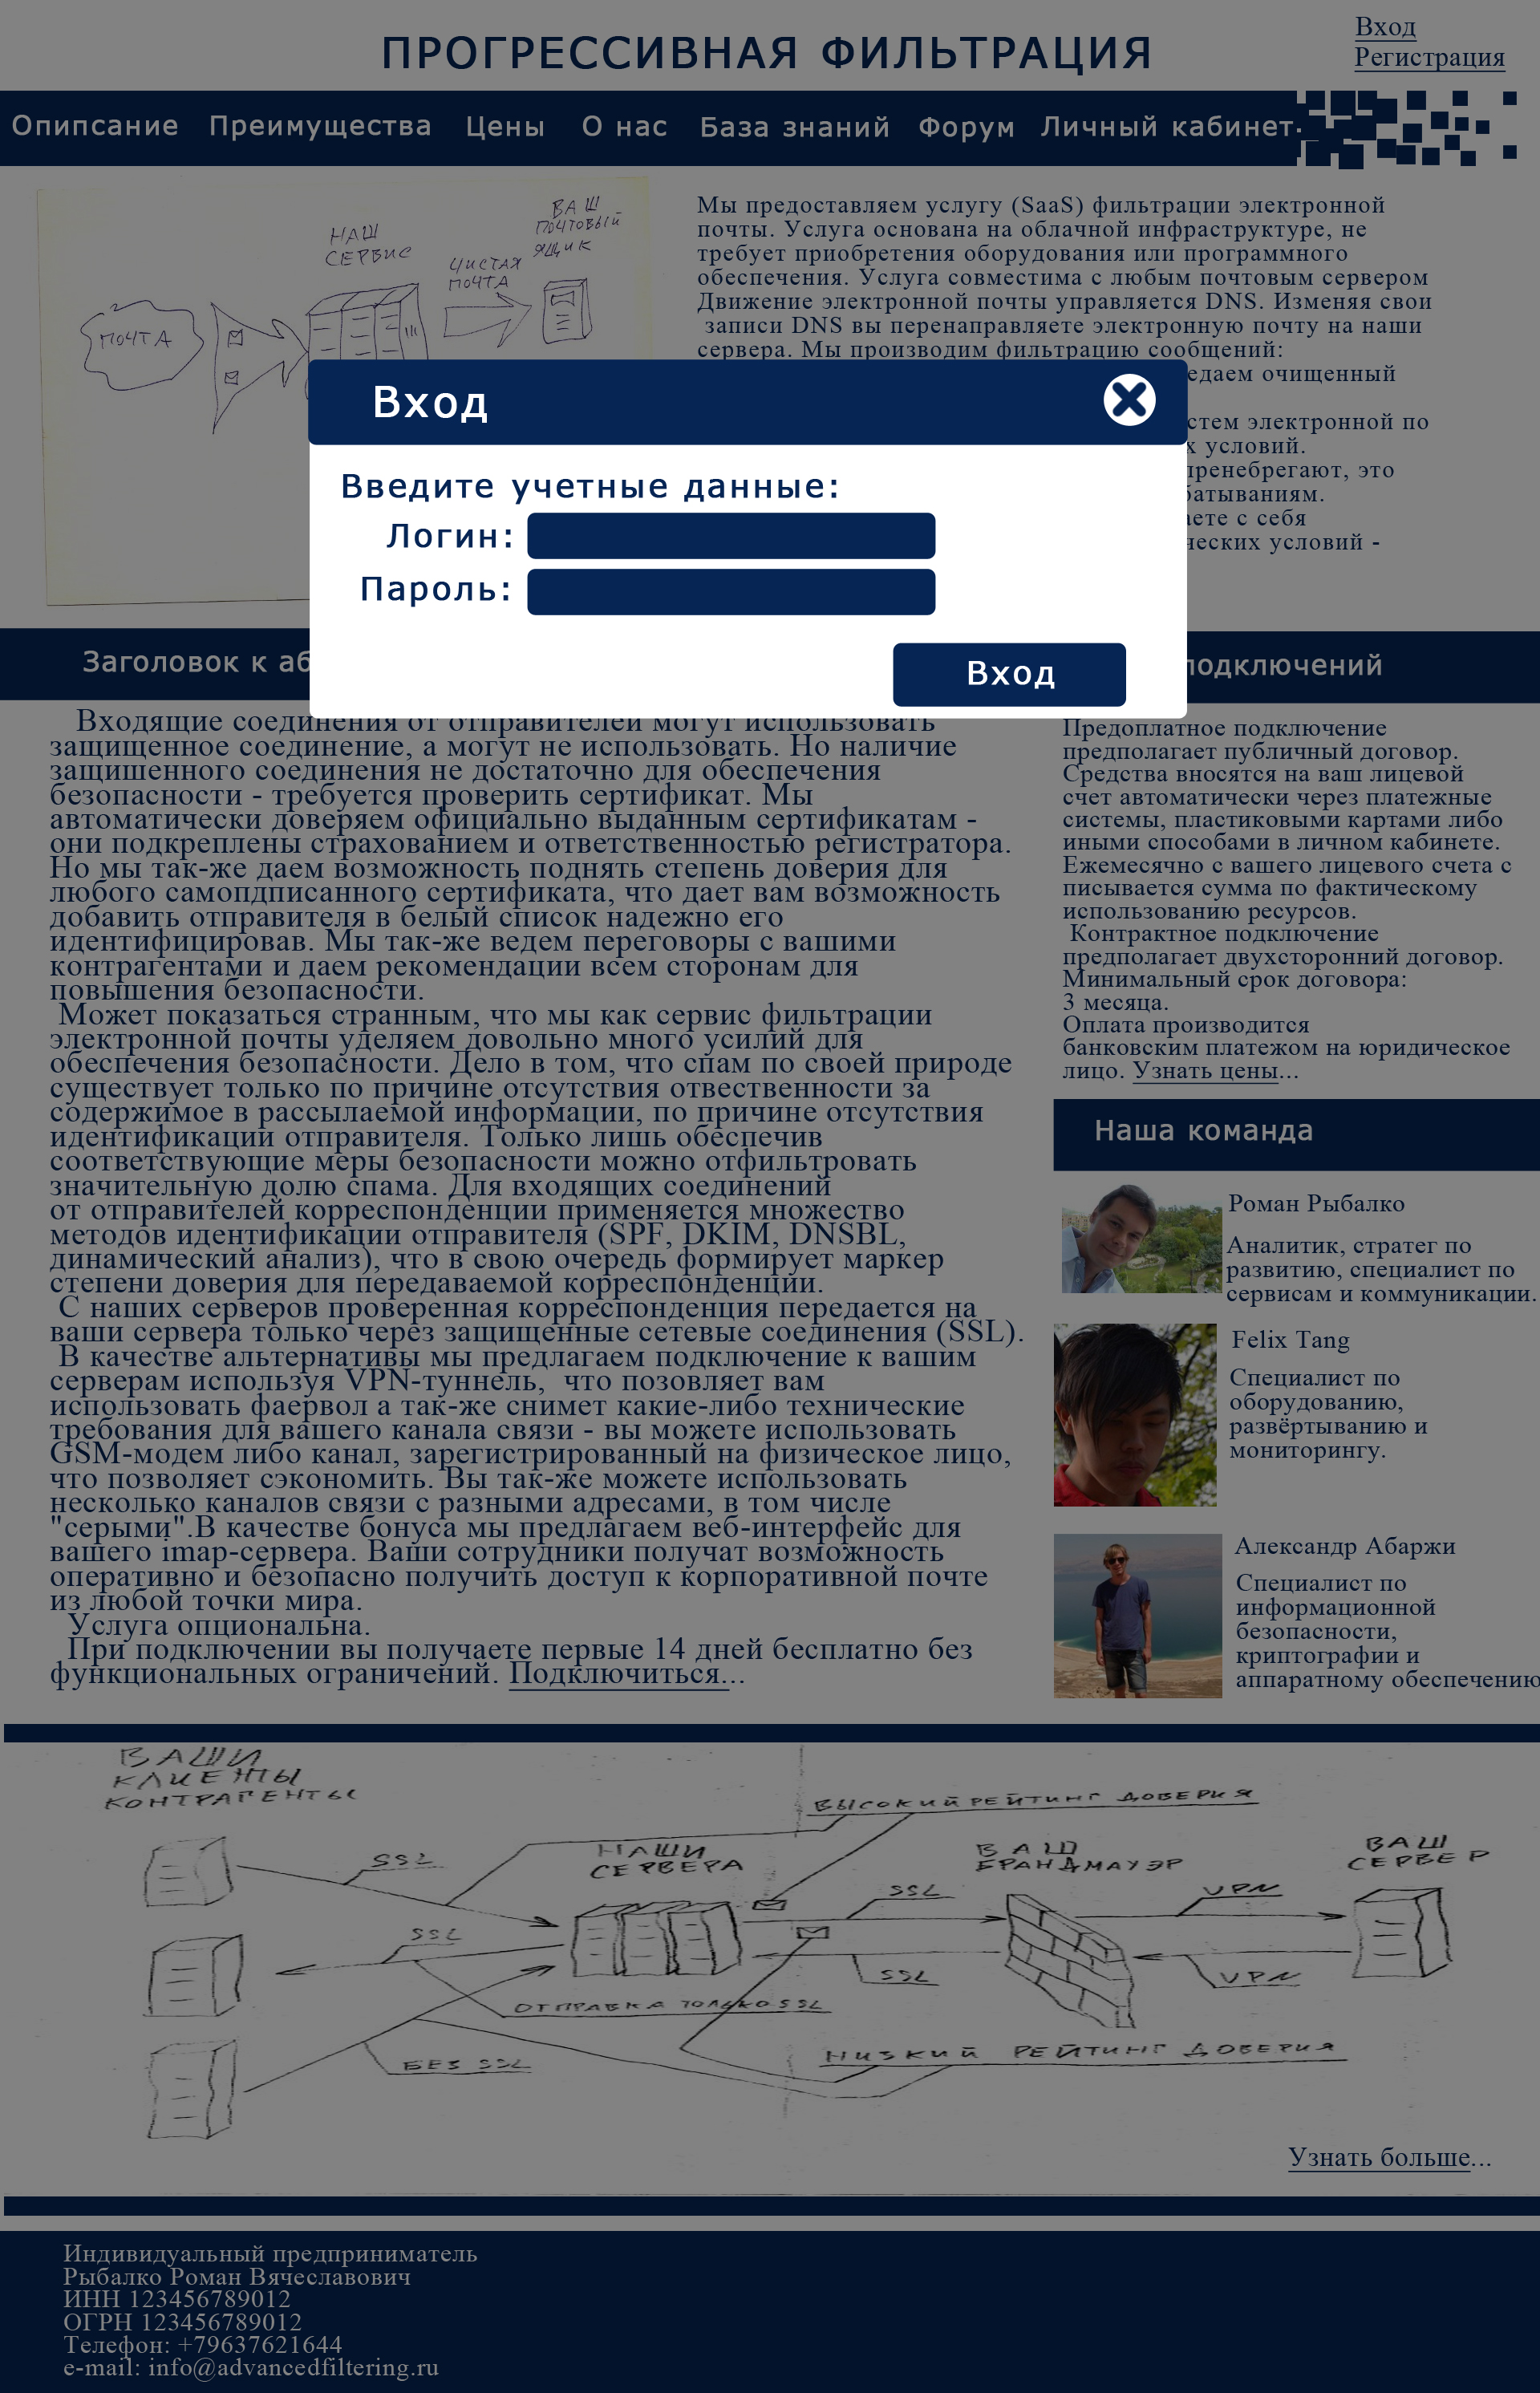 ПРОГРЕССИВНАЯ ФИЛЬТРАЦИЯ
Вход
Регистрация
Опипсание Преимущества Цены О нас База знаний Форум Личный кабинет
НАШ
СЕРВИС
ВАШ
ПОЧТОВЫЙ
ЯЩИК
ЧИСТАЯ
ПОЧТА
ПОЧТА
Мы предоставляем услугу (SaaS) фильтрации электронной
почты. Услуга основана на облачной инфраструктуре, не
требует приобретения оборудования или программного
обеспечения. Услуга совместима с любым почтовым сервером
Движение электронной почты управляется DNS. Изменяя свои
записи DNS вы перенаправляете электронную почту на наши
сервера. Мы производим фильтрацию сообщений:
едаем очищенный
стем электронной по
х условий.
пренебрегают, это
батываниям.
аете с себя
ческих условий -
Вход
Введите учетные данные:
Логин:
Пароль:
Вход
Заголовок к аб
подключений
Входящие соединения от отправителей могут использовать
защищенное соединение, а могут не использовать. Но наличие
защишенного соединения не достаточно для обеспечения
безопасности - требуется проверить сертификат. Мы
автоматически доверяем официально выданным сертификатам -
они подкреплены страхованием и ответственностью регистратора.
Но мы так-же даем возможность поднять степень доверия для
любого самопдписанного сертификата, что дает вам возможность
добавить отправителя в белый список надежно его
идентифицировав. Мы так-же ведем переговоры с вашими
контрагентами и даем рекомендации всем сторонам для
повышения безопасности.
Может показаться странным, что мы как сервис фильтрации
электронной почты уделяем довольно много усилий для
обеспечения безопасности. Дело в том, что спам по своей природе
существует только по причине отсутствия отвественности за
содержимое в рассылаемой информации, по причине отсутствия
идентификации отправителя. Только лишь обеспечив
соответствующие меры безопасности можно отфильтровать
значительную долю спама. Для входящих соединений
от отправителей корреспонденции применяется множество
методов идентификации отправителя (SPF, DKIM, DNSBL,
динамический анализ), что в свою очередь формирует маркер
степени доверия для передаваемой корреспонденции.
С наших серверов проверенная корреспонденция передается на
ваши сервера только через защищенные сетевые соединения (SSL).
В качестве альтернативы мы предлагаем подключение к вашим
серверам используя VPN-туннель, что позовляет вам
использовать фаервол а так-же снимет какие-либо технические
требования для вашего канала связи - вы можете использовать
GSM-модем либо канал, зарегистрированный на физическое лицо,
что позволяет сэкономить. Вы так-же можете использовать
несколько каналов связи с разными адресами, в том числе
"серыми".В качестве бонуса мы предлагаем веб-интерфейс для
вашего imap-сервера. Ваши сотрудники получат возможность
оперативно и безопасно получить доступ к корпоративной почте
из любой точки мира.
Услуга опциональна.
При подключении вы получаете первые 14 дней бесплатно без
функциональных ограничений. Подключиться...
Предоплатное подключение
предполагает публичный договор.
Средства вносятся на ваш лицевой
счет автоматически через платежные
системы, пластиковыми картами либо
иными способами в личном кабинете.
Ежемесячно с вашего лицевого счета с
писывается сумма по фактическому
использованию ресурсов.
Контрактное подключение
предполагает двухсторонний договор.
Минимальный срок договора:
3 месяца.
Оплата производится
банковским платежом на юридическое
лицо. Узнать цены...
Наша команда
Роман Рыбалко
Аналитик, стратег по
развитию, специалист по
сервисам и коммуникации.
Felix Tang
Специалист по
оборудованию,
развёртыванию и
мониторингу.
Александр Абаржи
Специалист по
информационной
безопасности,
криптографии и
аппаратному обеспечению
ВАШИ
КЛИЕНТЫ
КОНТРАГЕНТЫ
ВЫСОКИЙ РЕЙТИНГ ДОВЕРИЯ
SSL
НАШИ
СЕРВЕРА
ВАШ
БРАНДМАУЭР
ВАШ
СЕРВЕР
SSL
VPN
SSL
SSL
VPN
ОТПРАВКА ТОЛЬКО SSL
БЕЗ SSL
НИЗКИЙ РЕЙТИНГ ДОВЕРИЯ
Узнать больше...
Индивидуальный предприниматель
Рыбалко Роман Вячеславович
ИНН 123456789012
ОГРН 123456789012
Телефон: +79637621644
e-mail: info@advancedfiltering.ru